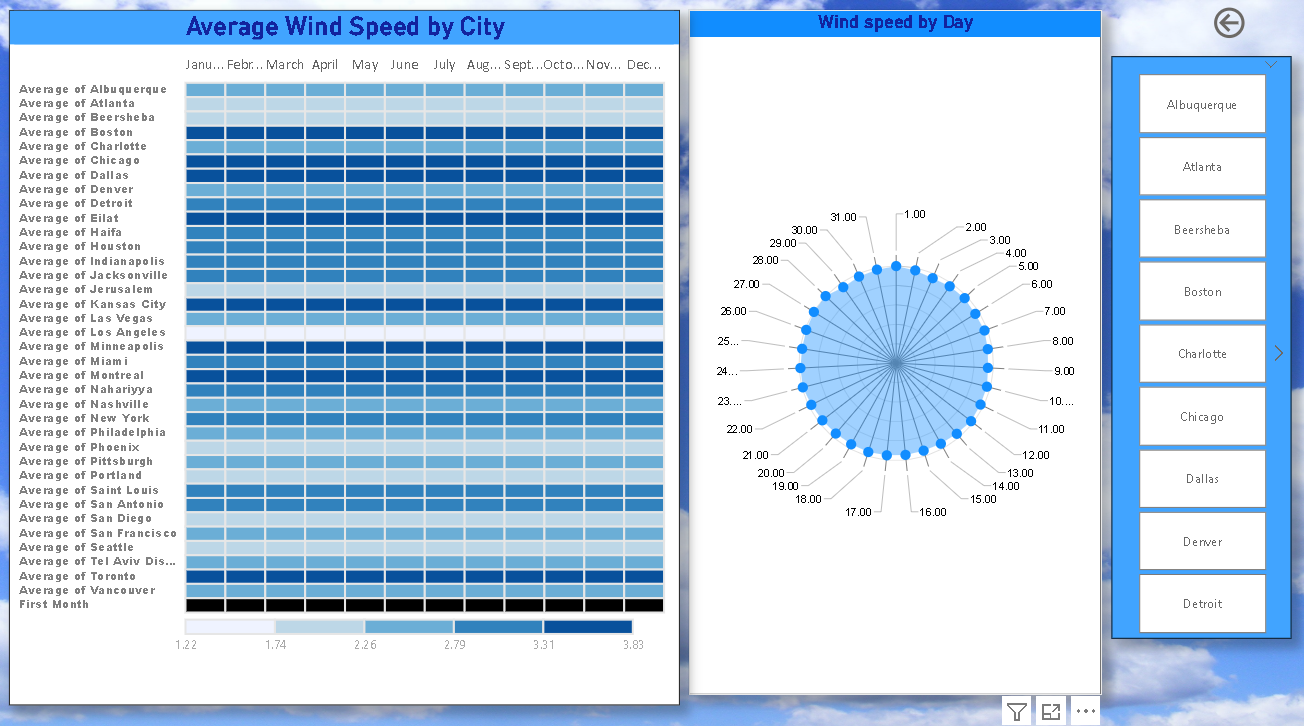 Average Wind Speed by City
Janu... Febr... March April May June July Aug... Sept... Octo... Nov... Dec...
Average of Albuquerque
Average of Atlanta
Average of Beersheba
Average of Boston
Average of Charlotte
Average of Chicago
Average of Dallas
Average of Denver
Average of Detroit
Average of Eilat
Average of Haifa
Average of Houston
Average of Indianapolis
Average of Jacksonville
Average of Jerusalem
Average of Kansas City
Average of Las Vegas
Average of Los Angeles
Average of Minneapolis
Average of Miami
Average of Montreal
Average of Nahariyya
Average of Nashville
Average of New York
Average of Philadelphia
Average of Phoenix
Average of Pittsburgh
Average of Portland
Average of Saint Louis
Average of San Antonio
Average of San Diego
Average of San Francisco
Average of Seattle
Average of Tel Aviv Dis...
Average of Toronto
Average of Vancouver
First Month
1.22 1.74 2.26 2.79 3.31 3.83
Wind speed by Day
1.00
2.00
3.00
4.00
5.00
6.00
7.00
8.00
9.00
10....
11.00
12.00
13.00
14.00
15.00
16.00
17.00
18.00
19.00
20.00
21.00
22.00
23....
24...
25...
26.00
27.00
28.00
29.00
30.00
31.00
Albuquerque
Atlanta
Beersheba
Boston
Charlotte
Chicago
Dallas
Denver
Detroit